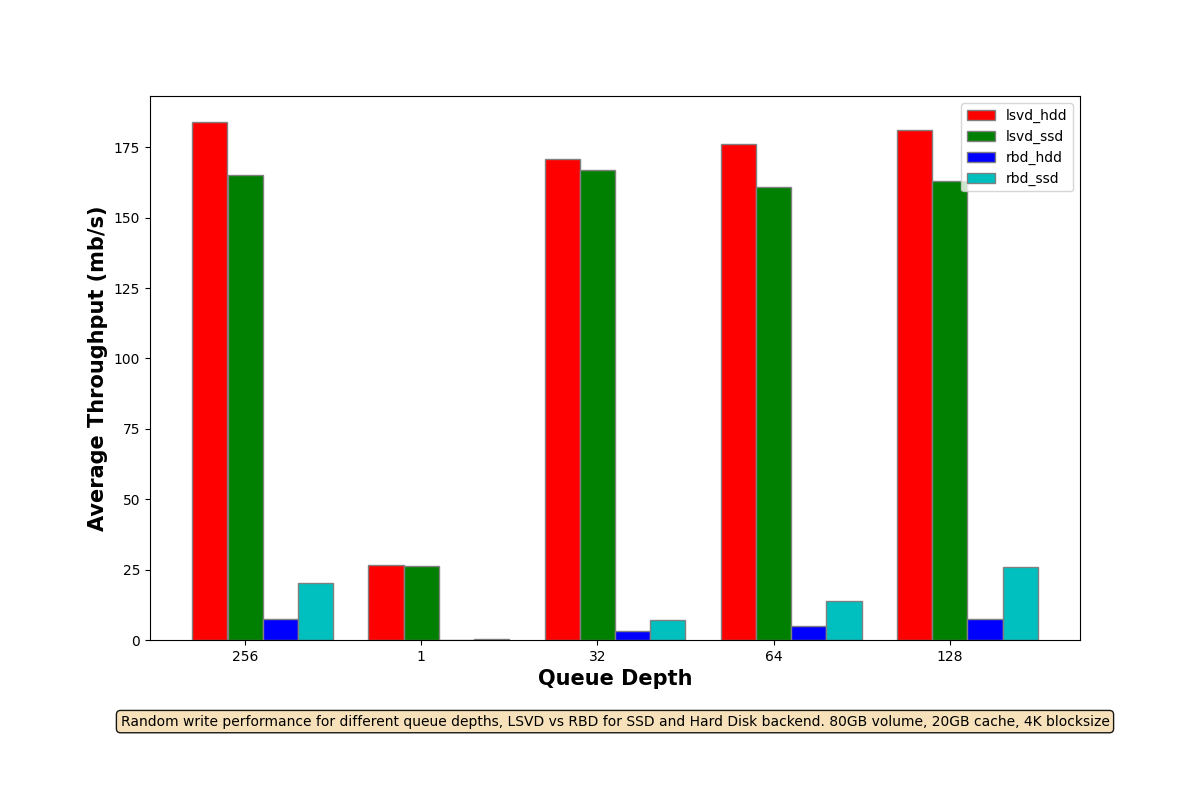 lsvd_hdd
lsvd_ssd
rbd_hdd
rbd_ssd
Average Throughput (mb/s)
175
150
125
100
75
50
25
0
256 1 32 64 128
Queue Depth
Random write performance for different queue depths, LSVD vs RBD for SSD and Hard Disk backend. 80GB volume, 20GB cache, 4K blocksize